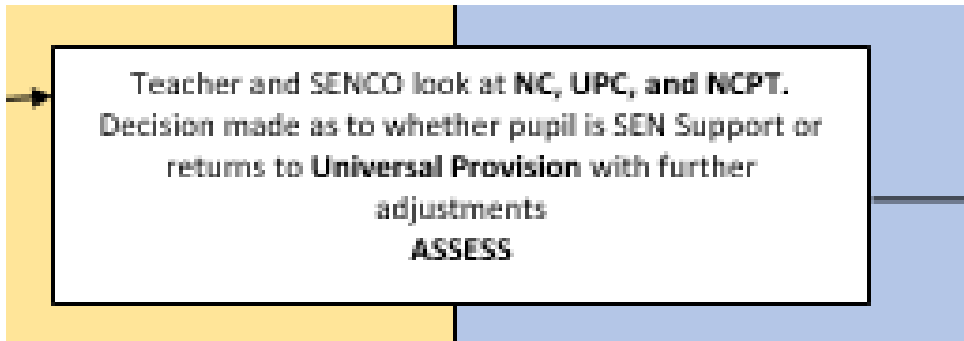 Teacher and SENCO look at NC, UPC, and NCPT.
Decision made as to whether pupil is SEN Support or
returns to Universal Provision with further
adjustments
ASSESS